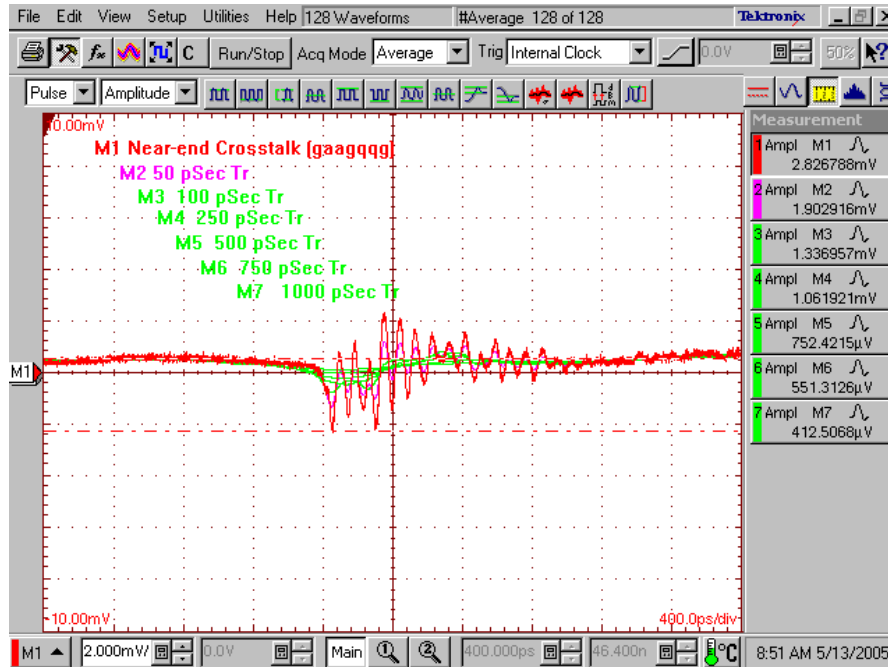 File Edit View Setup Utilities Help 128 Waveforms #Average 128 of 128 Tektronix
fx C Run/Stop Acq Mode Average Trig Internal Clock 0.0V 50% ?
Pulse Amplitude
10.00mV
M1 Near-end Crosstalk (gaagqqg)
M2 50 pSec Tr
M3 100 pSec Tr
M4 250 pSec Tr
M5 500 pSec Tr
M6 750 pSec Tr
M7 1000 pSec Tr
M1
-10.00mV
400.0ps/div
Measurement
1 Ampl M1
2.826788mV
2 Ampl M2
1.902916mV
3 Ampl M3
1.336957mV
4 Ampl M4
1.061921mV
5 Ampl M5
752.4215µV
6 Ampl M6
551.3126µV
7 Ampl M7
412.5068µV
M1 2.000mV/ 0.0V Main 1 2 400.000ps 46.400n °C 8:51 AM 5/13/2005